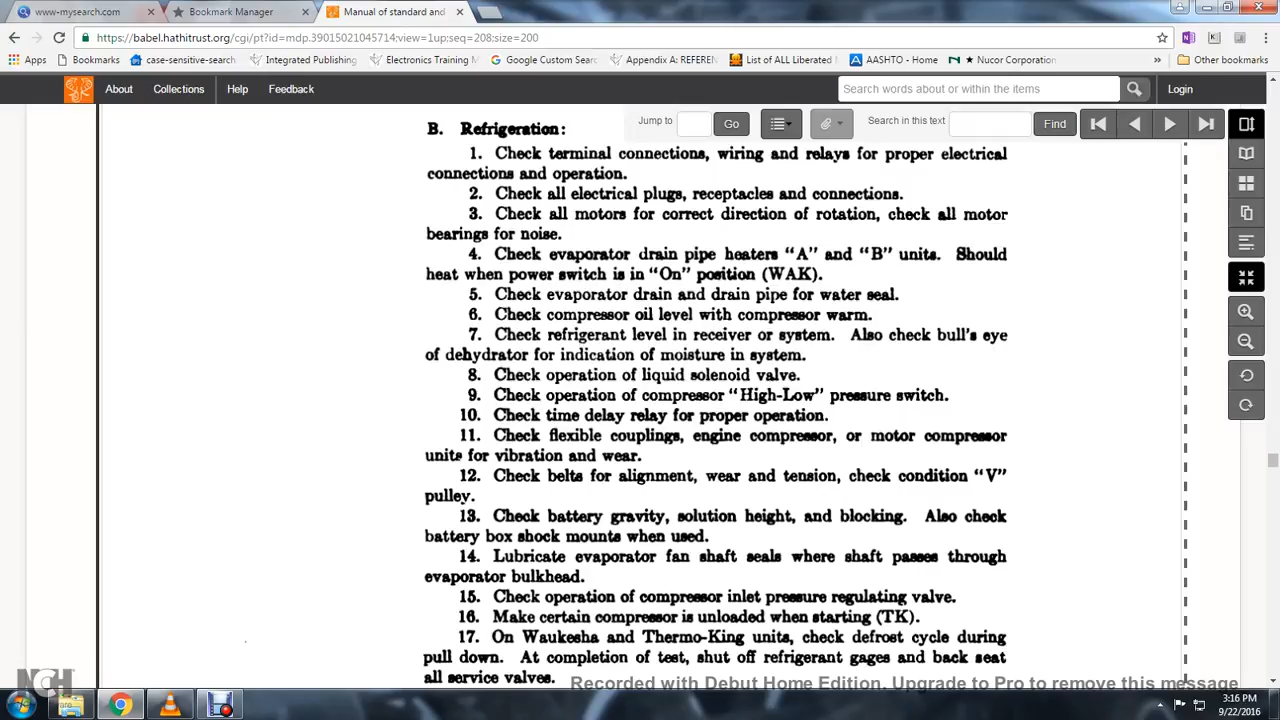 www-mysearch.com
Bookmark Manager
Manual of standard and
https://babel.hathitrust.org/cgi/pt?id=mdp.39015021045714;view=1up;seq=208;size=200
Apps Bookmarks case-sensitive-search Integrated Publishing Electronics Training Google Custom Sear Appendix A: REFEREN List of ALL Liberated AASHTO - Home Nucor Corporation » Other bookmarks
About Collections Help Feedback Search words about or within the items Login
Jump to Go Search in this text Find
B. Refrigeration:
1. Check terminal connections, wiring and relays for proper electrical
connections and operation.
2. Check all electrical plugs, receptacles and connections.
3. Check all motors for correct direction of rotation, check all motor
bearings for noise.
4. Check evaporator drain pipe heaters "A" and "B" units. Should
heat when power switch is in "On" position (WAK).
5. Check evaporator drain and drain pipe for water seal.
6. Check compressor oil level with compressor warm.
7. Check refrigerant level in receiver or system. Also check bull's eye
of dehydrator for indication of moisture in system.
8. Check operation of liquid solenoid valve.
9. Check operation of compressor "High-Low" pressure switch.
10. Check time delay relay for proper operation.
11. Check flexible couplings, engine compressor, or motor compressor
units for vibration and wear.
12. Check belts for alignment, wear and tension, check condition "V"
pulley.
13. Check battery gravity, solution height, and blocking. Also check
battery box shock mounts when used.
14. Lubricate evaporator fan shaft seals where shaft passes through
evaporator bulkhead.
15. Check operation of compressor inlet pressure regulating valve.
16. Make certain compressor is unloaded when starting (TK).
17. On Waukesha and Thermo-King units, check defrost cycle during
pull down. At completion of test, shut off refrigerant gages and back seat
all service valves.
Recorded with Debut Home Edition. Upgrade to Pro to remove this message
NCH
3:16 PM
9/22/2016